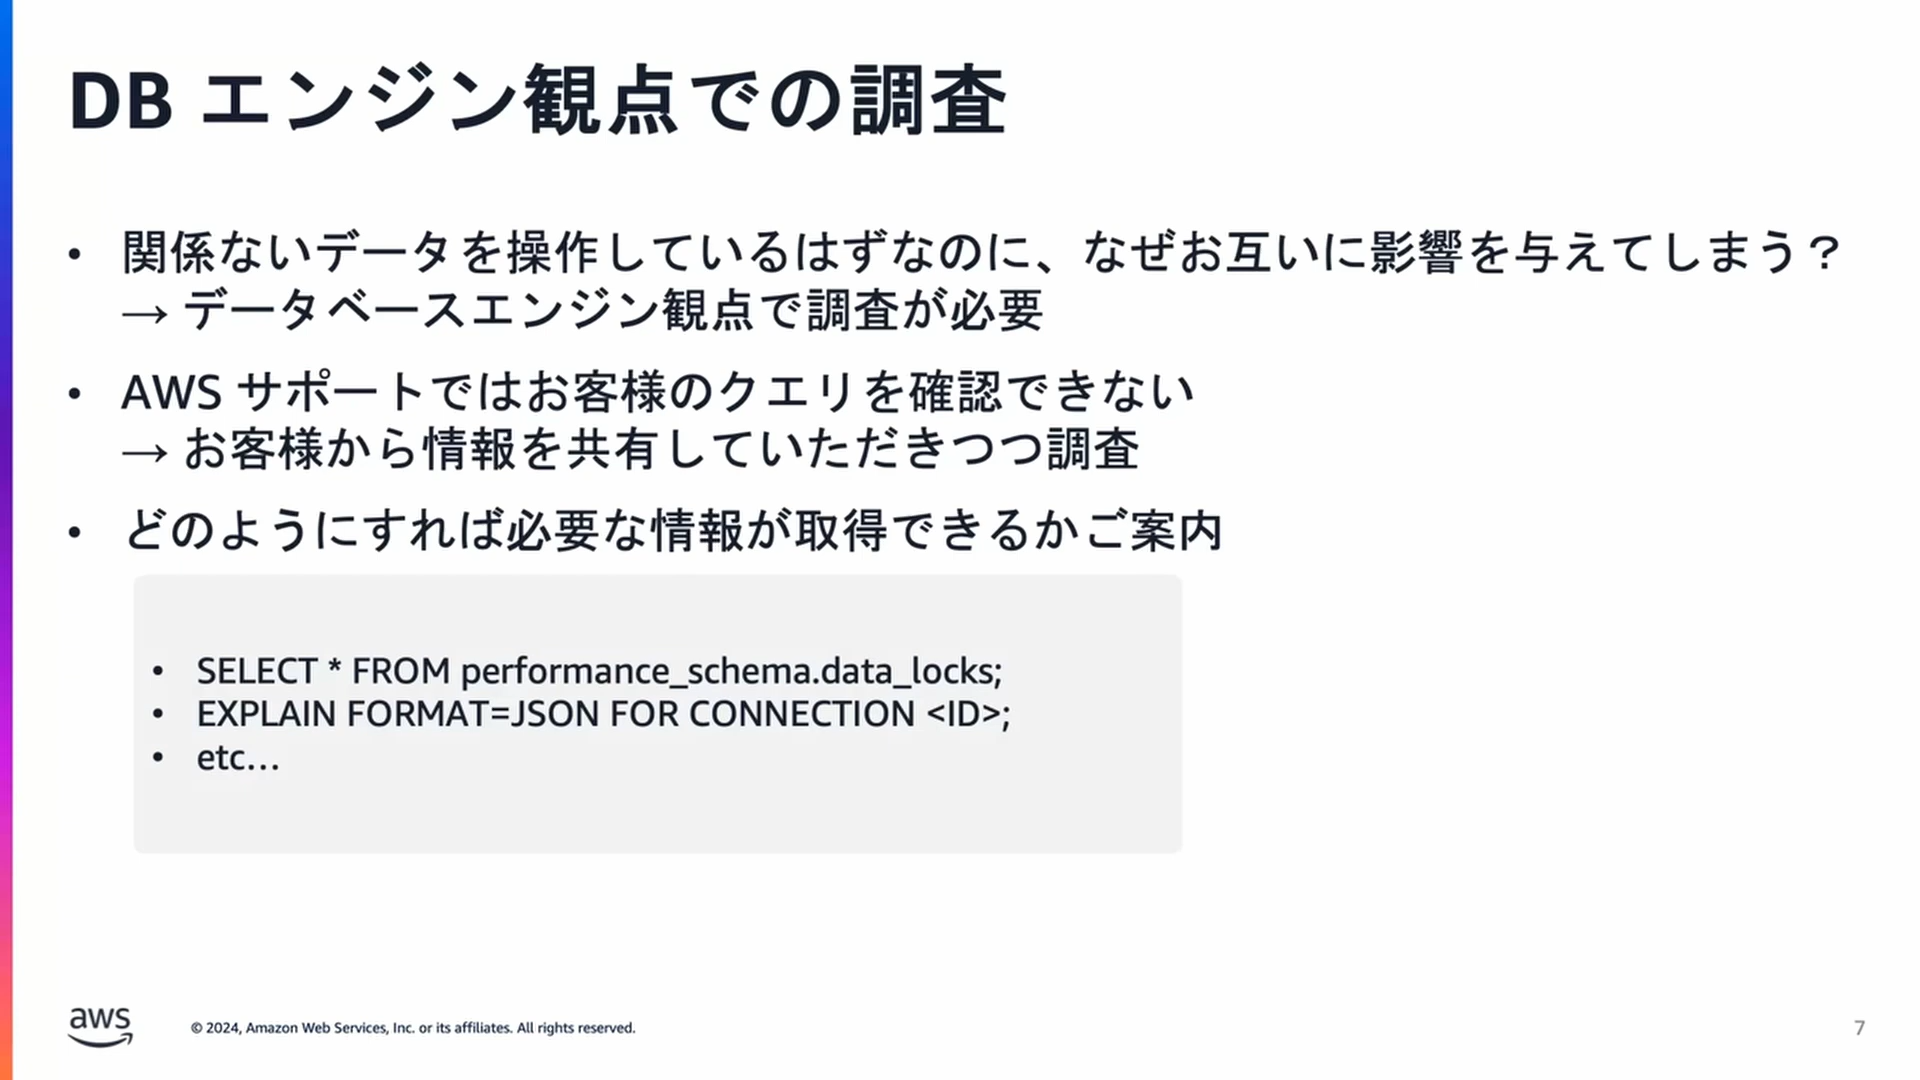 DB エンジン観点での調査
• 関係ないデータを操作しているはずなのに、なぜお互いに影響を与えてしまう？
→ データベースエンジン観点で調査が必要
• AWS サポートではお客様のクエリを確認できない
→ お客様から情報を共有していただきつつ調査
• どのようにすれば必要な情報が取得できるかご案内
• SELECT * FROM performance_schema.data_locks;
• EXPLAIN FORMAT=JSON FOR CONNECTION <ID>;
• etc…
aws
© 2024, Amazon Web Services, Inc. or its affiliates. All rights reserved.
7